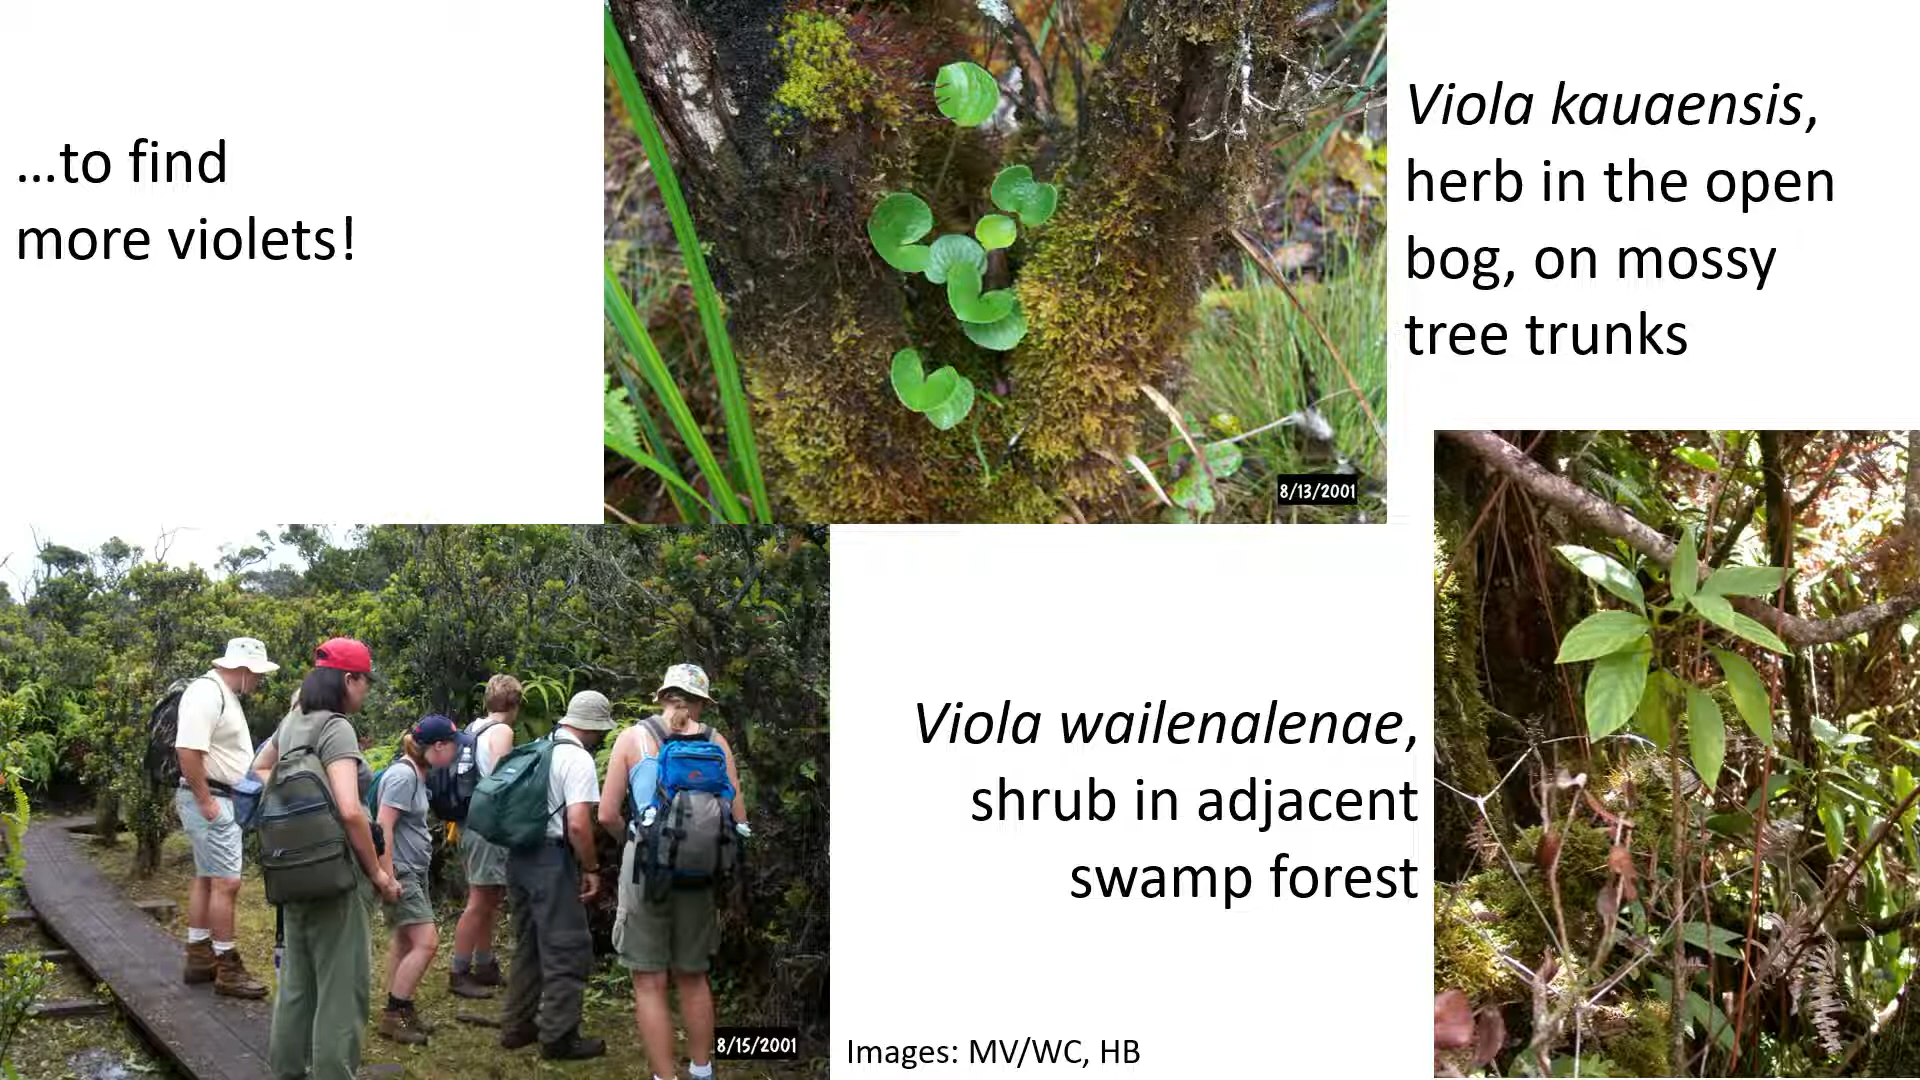 ...to find
more violets!
Viola kauaensis,
herb in the open
bog, on mossy
tree trunks
8/13/2001
Viola wailenalenae,
shrub in adjacent
swamp forest
8/15/2001
Images: MV/WC, HB